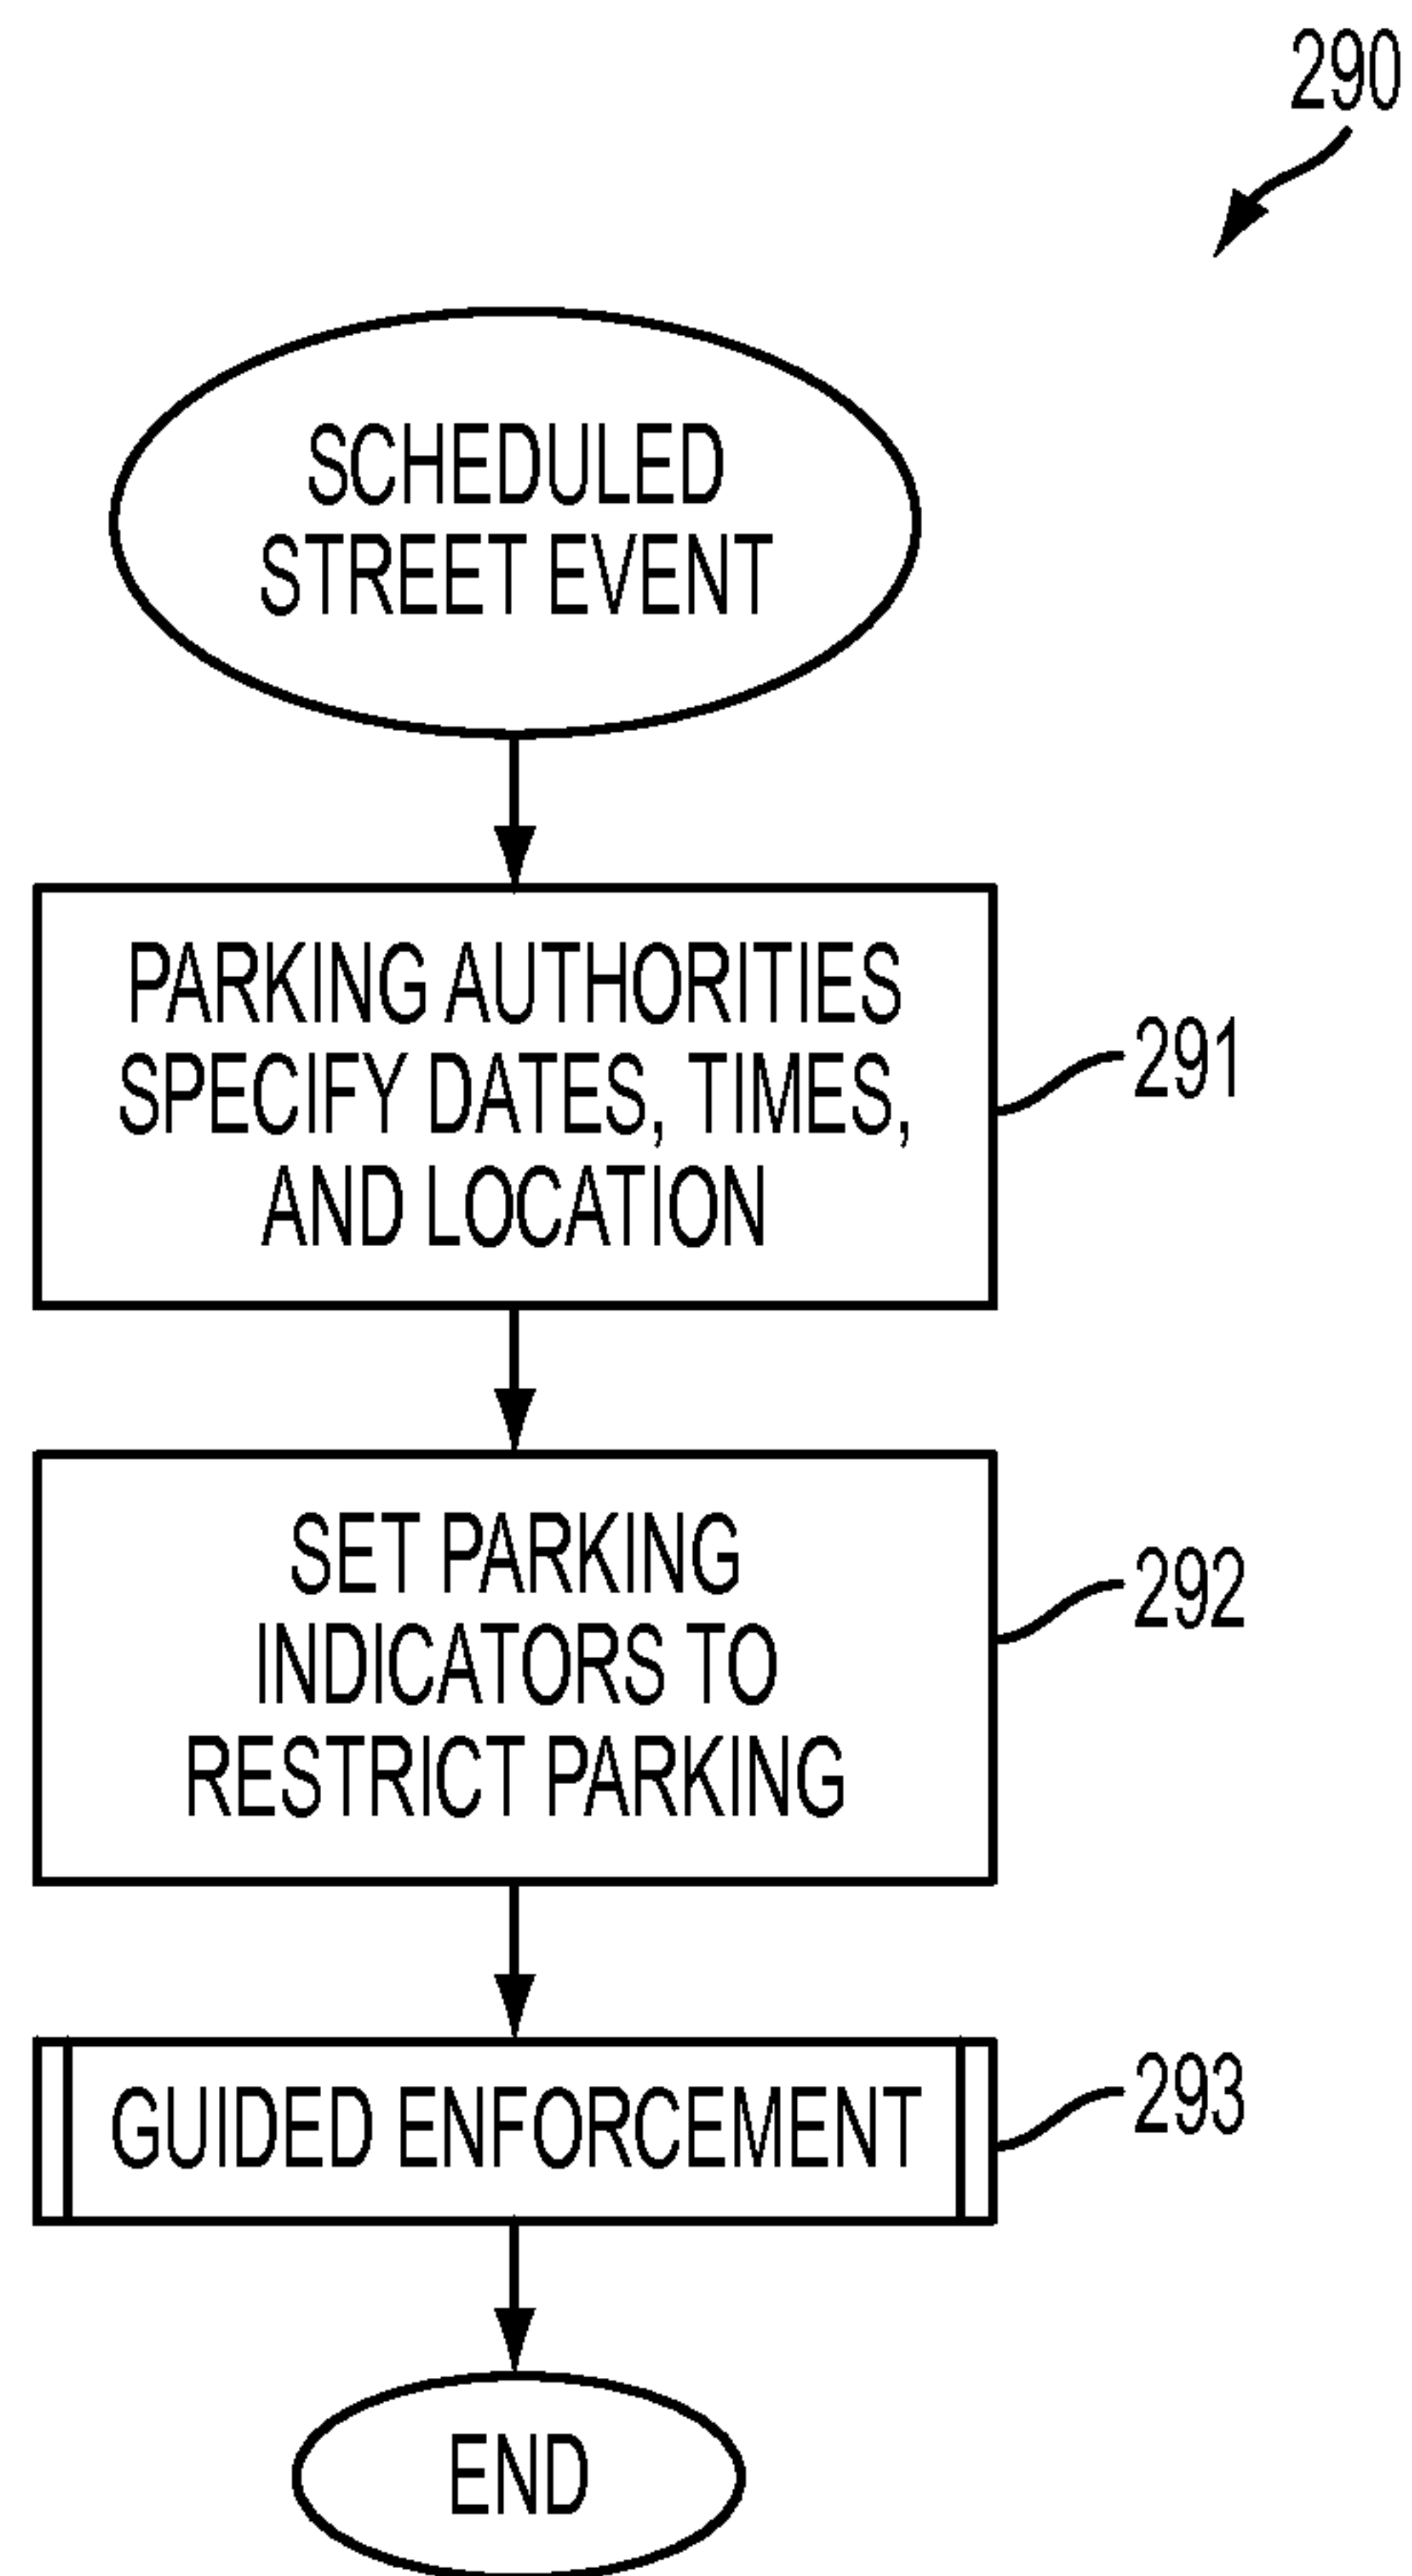 290
SCHEDULED
STREET EVENT
PARKING AUTHORITIES
SPECIFY DATES, TIMES,
AND LOCATION
291
SET PARKING
INDICATORS TO
RESTRICT PARKING
292
GUIDED ENFORCEMENT
293
END